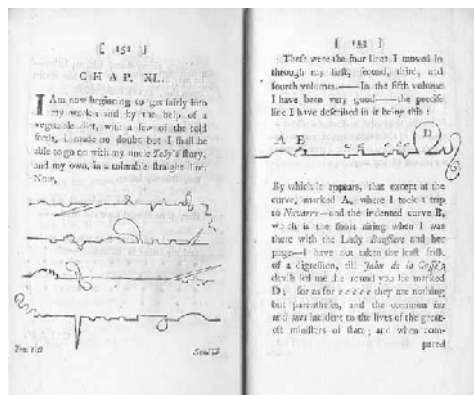 [ 152 ]
CHAP. XL.
I Am now beginning to get fairly into
my work; and by the help of a
vegetable diet, with a few of the cold
ſeeds, I make no doubt but I ſhall be
able to go on with my uncle Toby's ſtory,
and my own, in a tolerable ſtraight line.
Now,
[ 153 ]
Theſe were the four lines I moved in
through my firſt, ſecond, third, and
fourth volumes.——In the fifth volume
I have been very good——the preciſe
line I have deſcribed in it being this:
A B D
By which it appears, that except at the
curve, marked A, where I took a trip
to Navarre—and the indented curve B,
which is the ſhort airing when I was
there with the Lady Bauſſiere and her
page—I have not taken the leaſt friſk
of a digreſſion, till John de la Caſſe's
devils led me the round you ſee marked
D; for as for c c c c c they are nothing
but parentheſes, and the common ins
and outs incident to the lives of the great-
eſt miniſters of ſtate; and when com-
pared